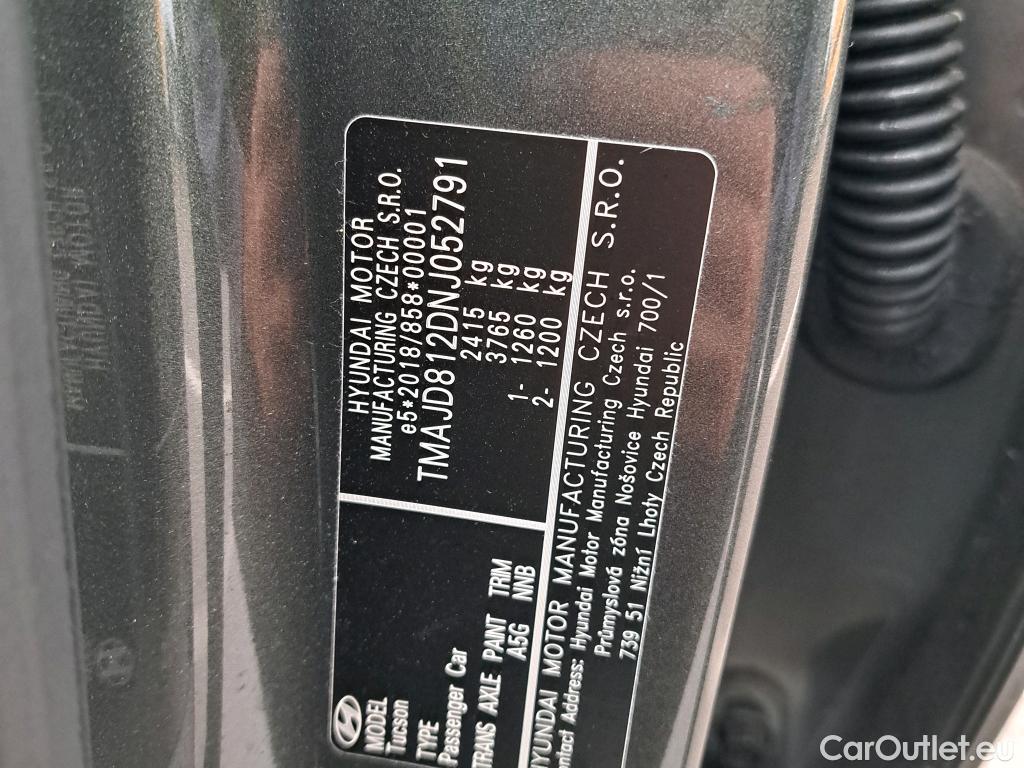 HYUNDAI MOTOR
MANUFACTURING CZECH S.R.O.
e5*2018/858*00001
TMAJD812DNJ052791
2415 kg
3765 kg
1- 1260 kg
2- 1200 kg
MODEL
Tucson
TYPE
Passenger Car
TRANS AXLE PAINT TRIM
A5G NNB
HYUNDAI MOTOR MANUFACTURING CZECH S.R.O.
Contact Address: Hyundai Motor Manufacturing Czech s.r.o.
Průmyslová zóna Nošovice Hyundai 700/1
739 51 Nižní Lhoty Czech Republic
CarOutlet.eu